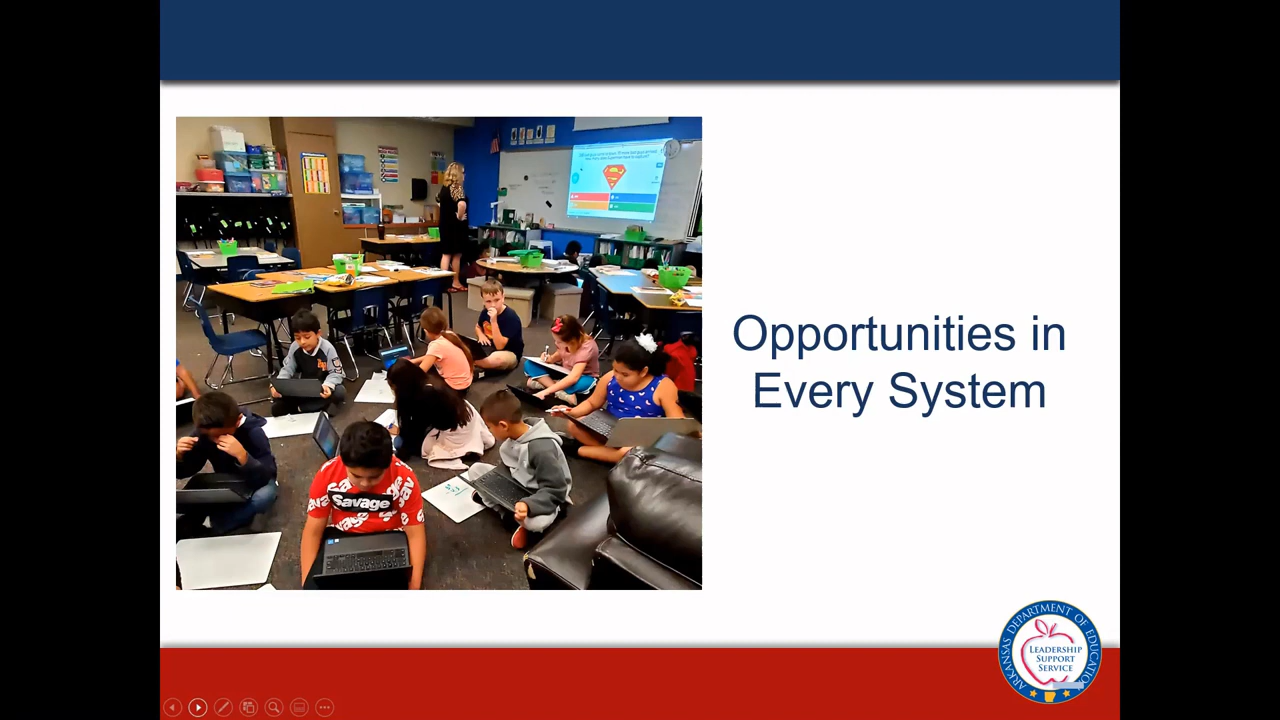 Opportunities in
Every System
Savage
ARKANSAS DEPARTMENT OF EDUCATION
LEADERSHIP
SUPPORT
SERVICE